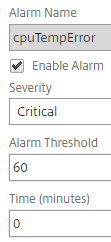 Alarm Name
cpuTempError
Enable Alarm
Severity
Critical
Alarm Threshold
60
Time (minutes)
0